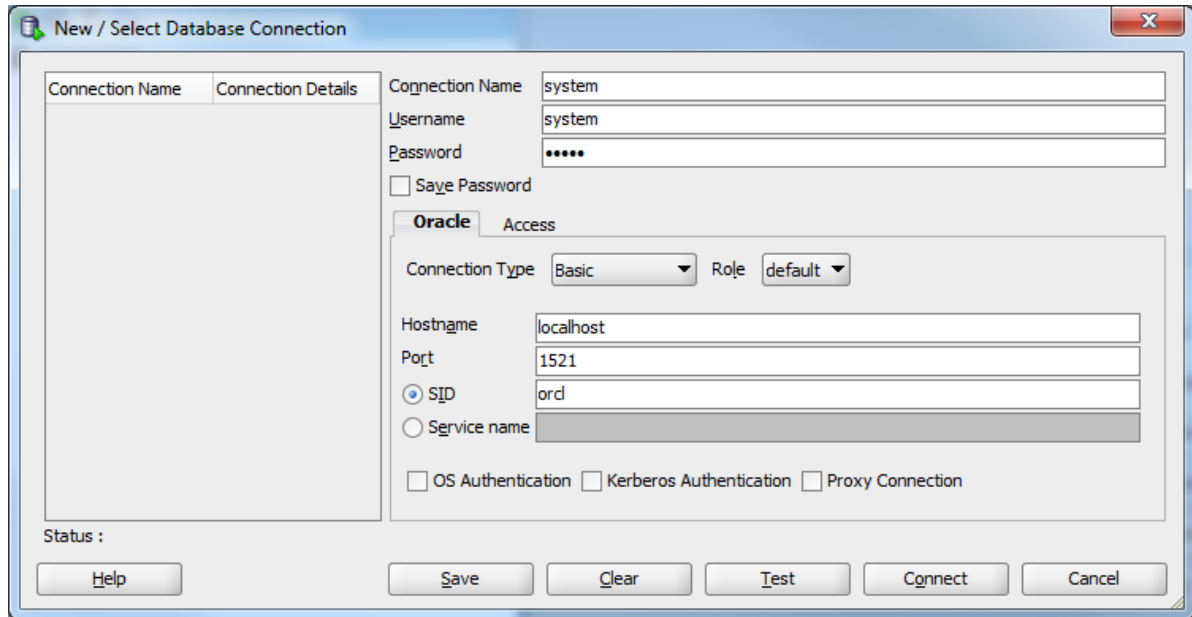 New / Select Database Connection
Connection Name Connection Details
Connection Name system
Username system
Password •••••
Save Password
Oracle Access
Connection Type Basic Role default
Hostname localhost
Port 1521
SID orcl
Service name
OS Authentication Kerberos Authentication Proxy Connection
Status :
Help Save Clear Test Connect Cancel